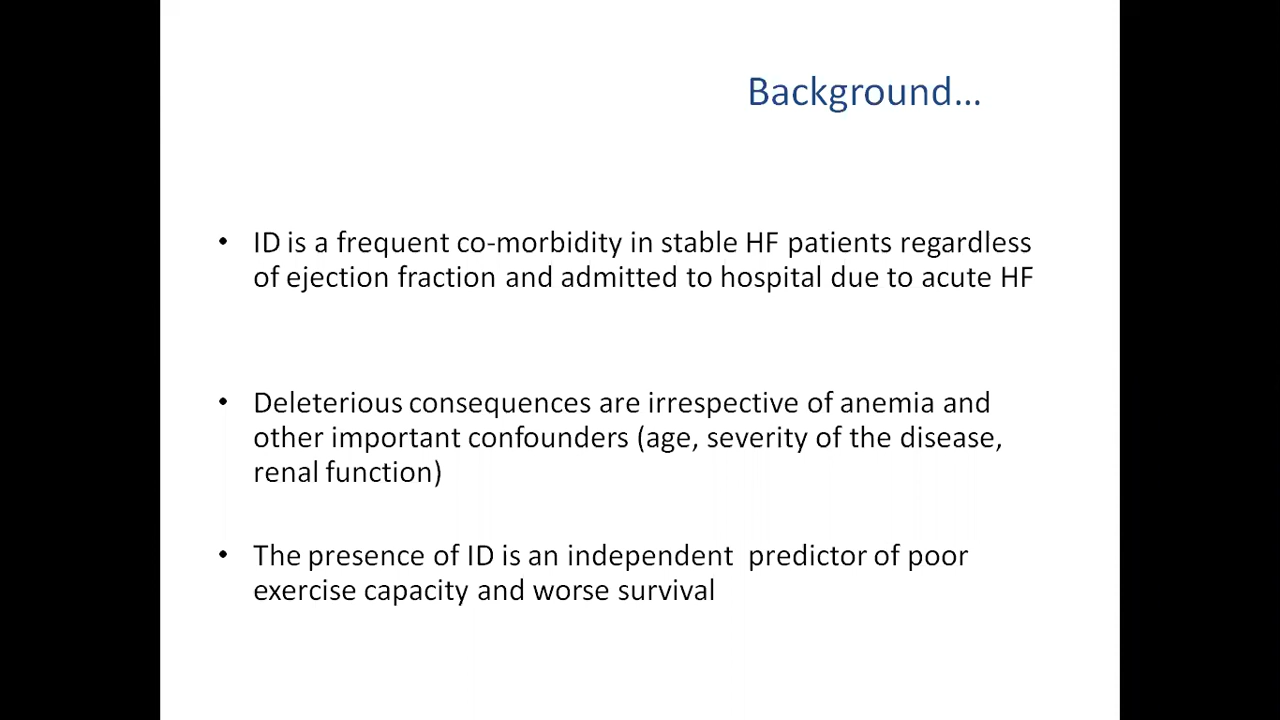 Background...
• ID is a frequent co-morbidity in stable HF patients regardless
of ejection fraction and admitted to hospital due to acute HF
• Deleterious consequences are irrespective of anemia and
other important confounders (age, severity of the disease,
renal function)
• The presence of ID is an independent  predictor of poor
exercise capacity and worse survival